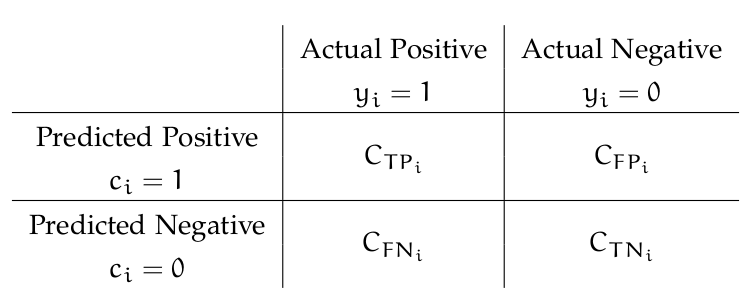 Actual Positive Actual Negative
y_i = 1 y_i = 0
Predicted Positive
c_i = 1
C_{TP_i} C_{FP_i}
Predicted Negative
c_i = 0
C_{FN_i} C_{TN_i}